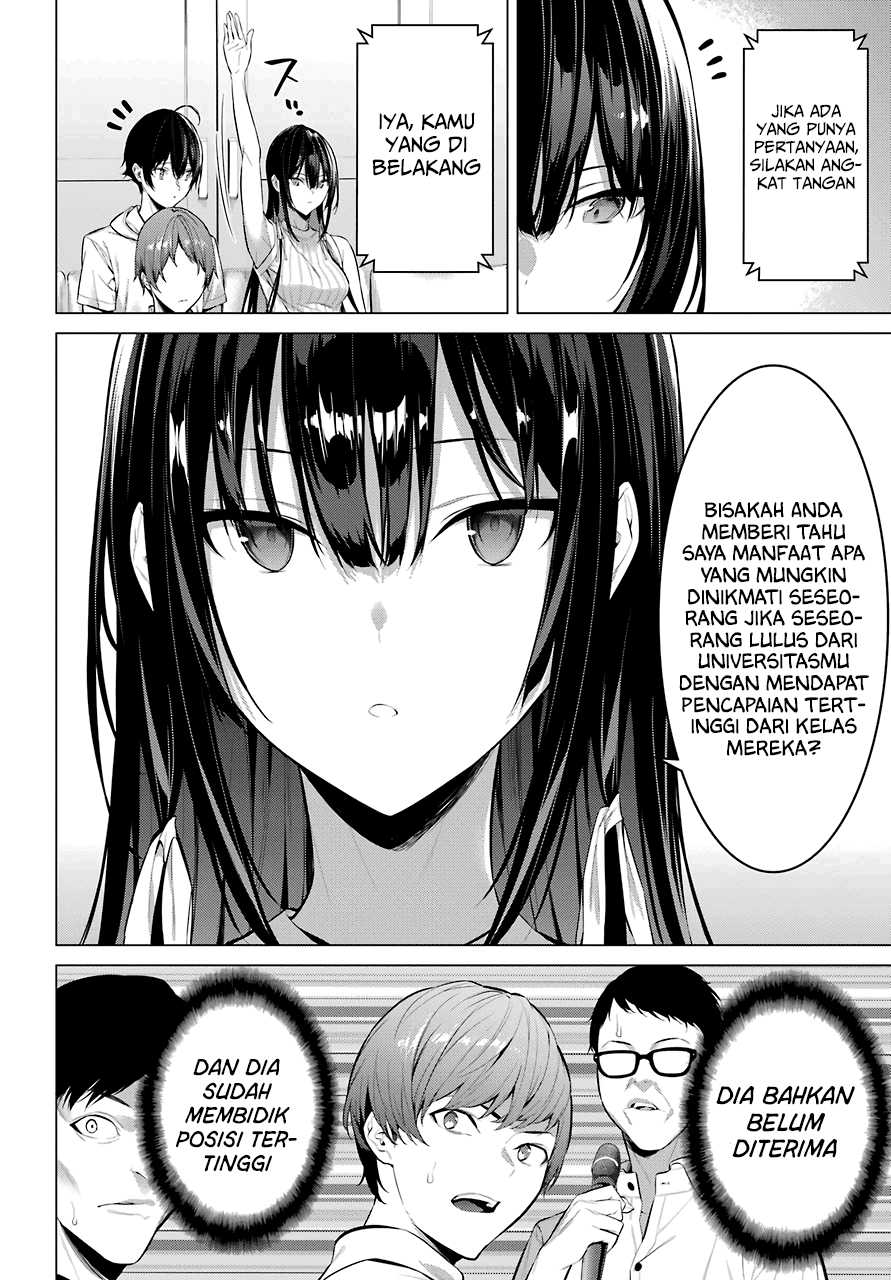 JIKA ADA
YANG PUNYA
PERTANYAAN,
SILAKAN ANG-
KAT TANGAN
IYA, KAMU
YANG DI
BELAKANG
ス
BISAKAH ANDA
MEMBERI TAHU
SAYA MANFAAT APA
YANG MUNGKIN
DINIKMATI SESEO-
RANG JIKA SESEO-
RANG LULUS DARI
UNIVERSITASMU
DENGAN MENDAPAT
PENCAPAIAN TERT-
INGGI DARI KELAS
MEREKA?
DIA BAHKAN
BELUM
DITERIMA
DAN DIA
SUDAH
MEMBIDIK
POSISI TER-
TINGGI